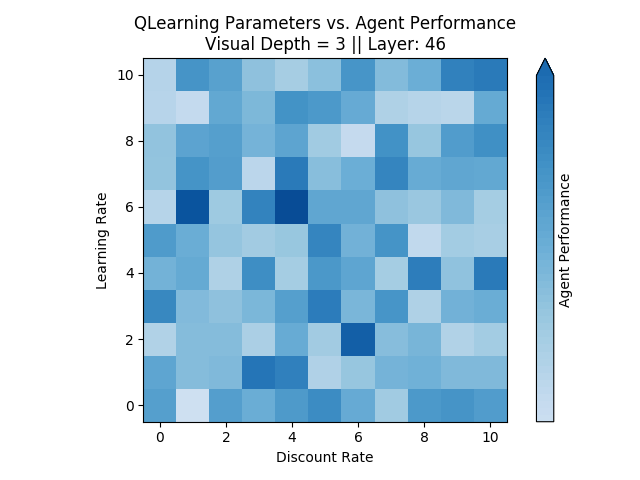 QLearning Parameters vs. Agent Performance
Visual Depth = 3 || Layer: 46
10
8
6
4
2
0
Learning Rate
0 2 4 6 8 10
Discount Rate
Agent Performance